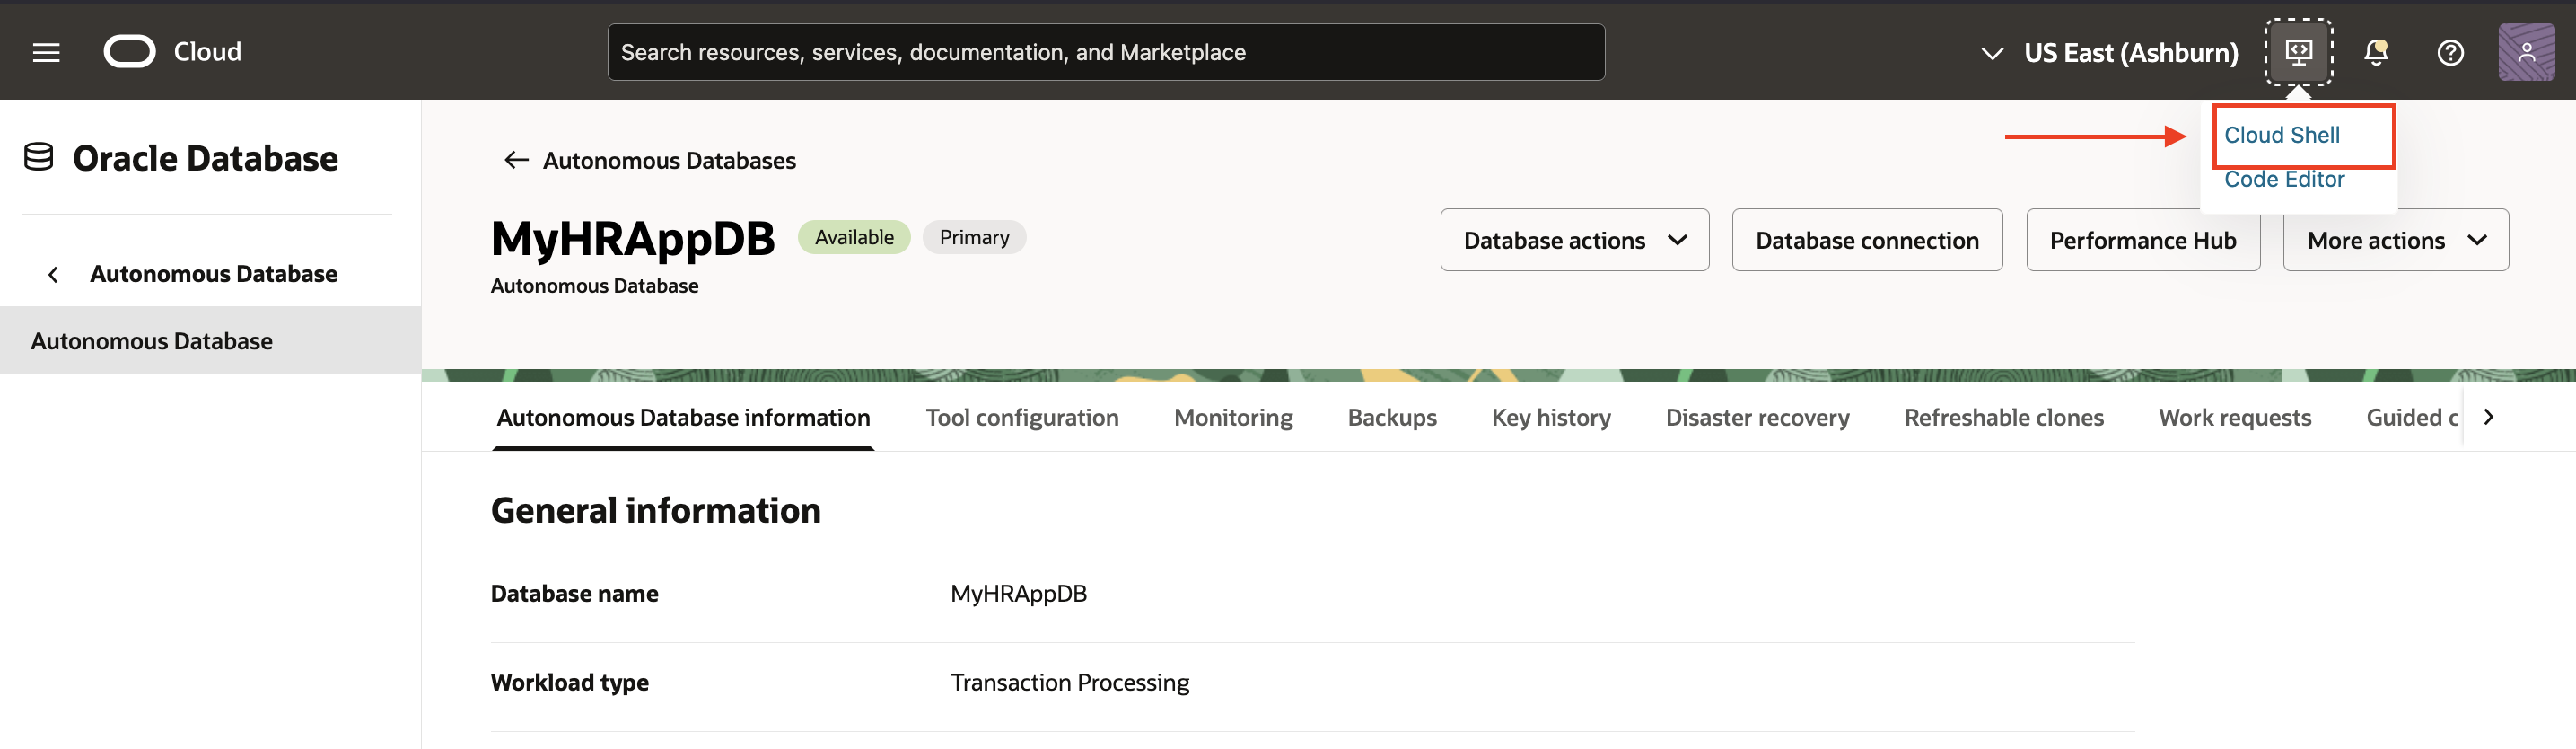 Cloud
Search resources, services, documentation, and Marketplace
US East (Ashburn)
Cloud Shell
Code Editor
Oracle Database
Autonomous Database
Autonomous Database
Autonomous Databases
MyHRAppDB Available Primary
Autonomous Database
Database actions Database connection Performance Hub More actions
Autonomous Database information Tool configuration Monitoring Backups Key history Disaster recovery Refreshable clones Work requests Guided c
General information
Database name MyHRAppDB
Workload type Transaction Processing